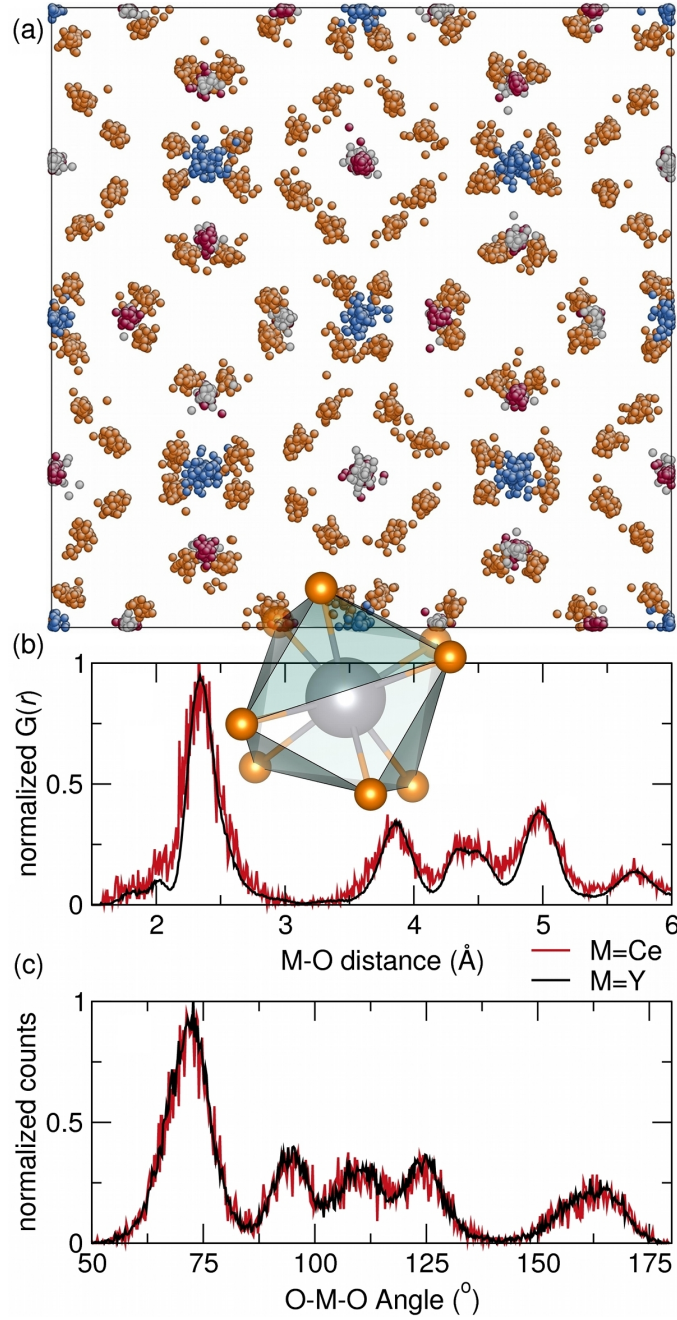 (a)
(b)
1
0.5
0
normalized G(r)
2 3 4 5 6
M-O distance (Å)
M=Ce
M=Y
(c)
1
0.5
0
normalized counts
50 75 100 125 150 175
O-M-O Angle (°)